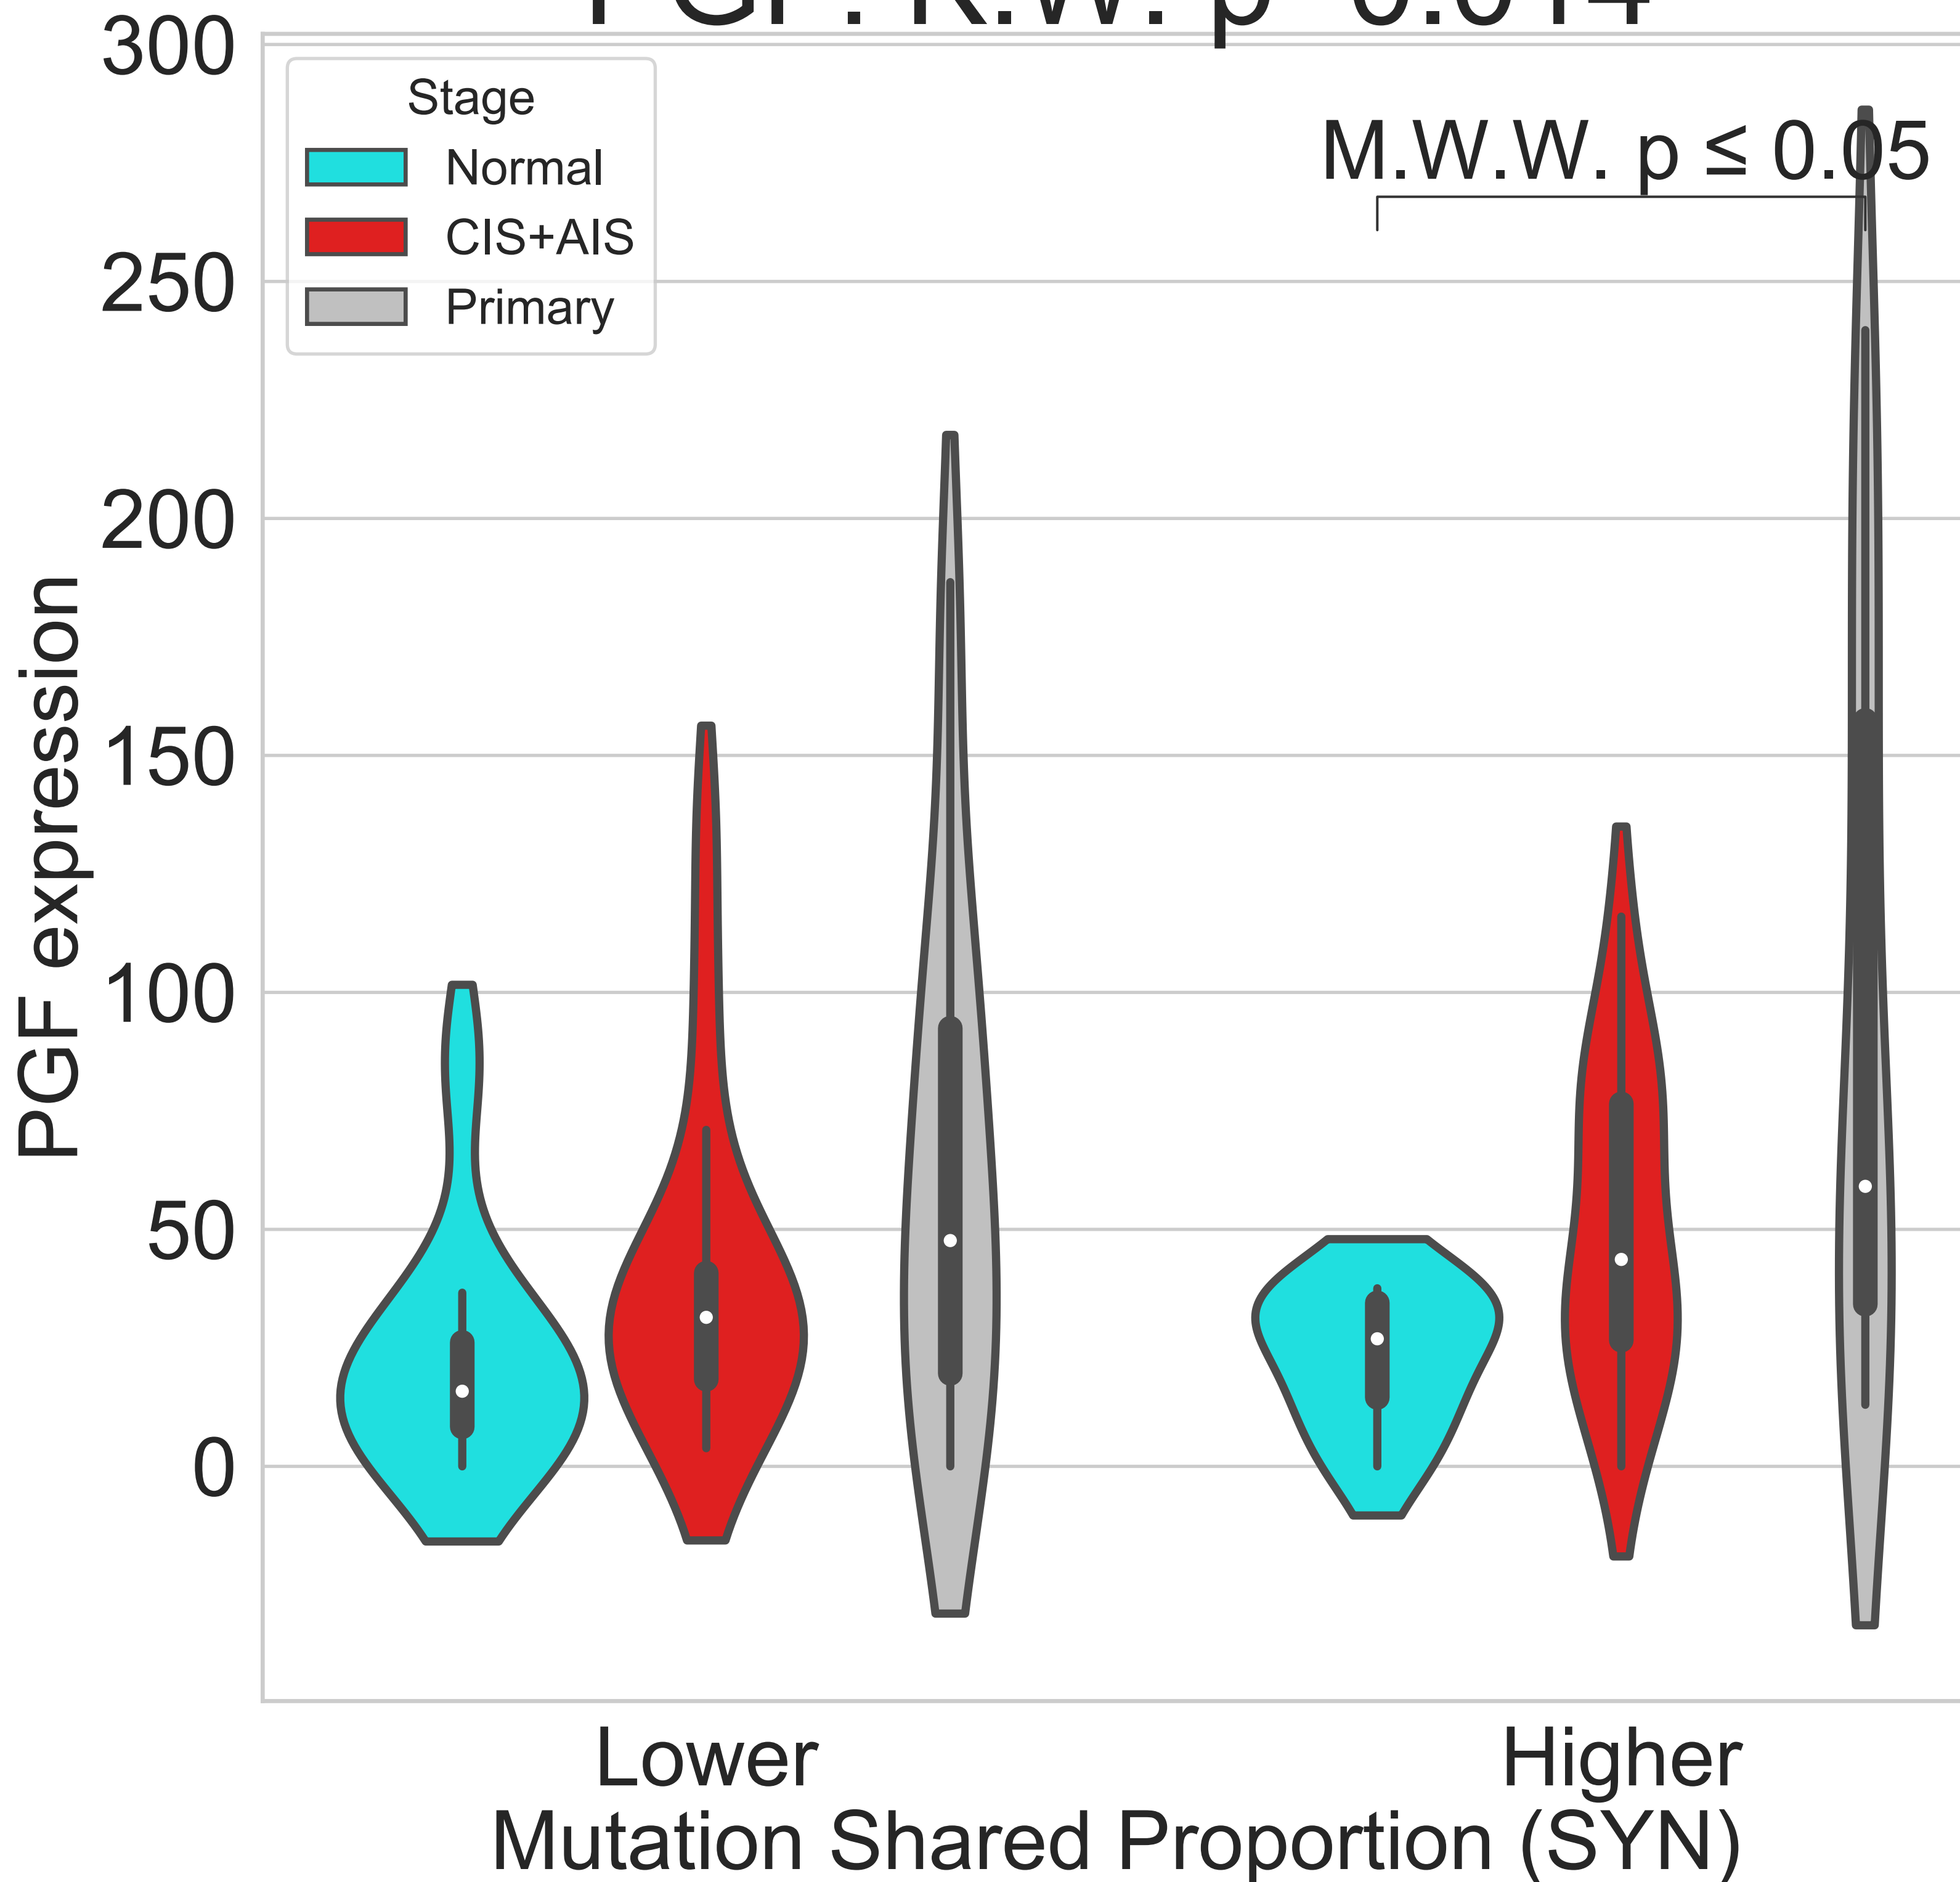 300
250
200
150
100
50
0
PGF expression
Stage
Normal
CIS+AIS
Primary
M.W.W. p ≤ 0.05
Lower
Higher
Mutation Shared Proportion (SYN)